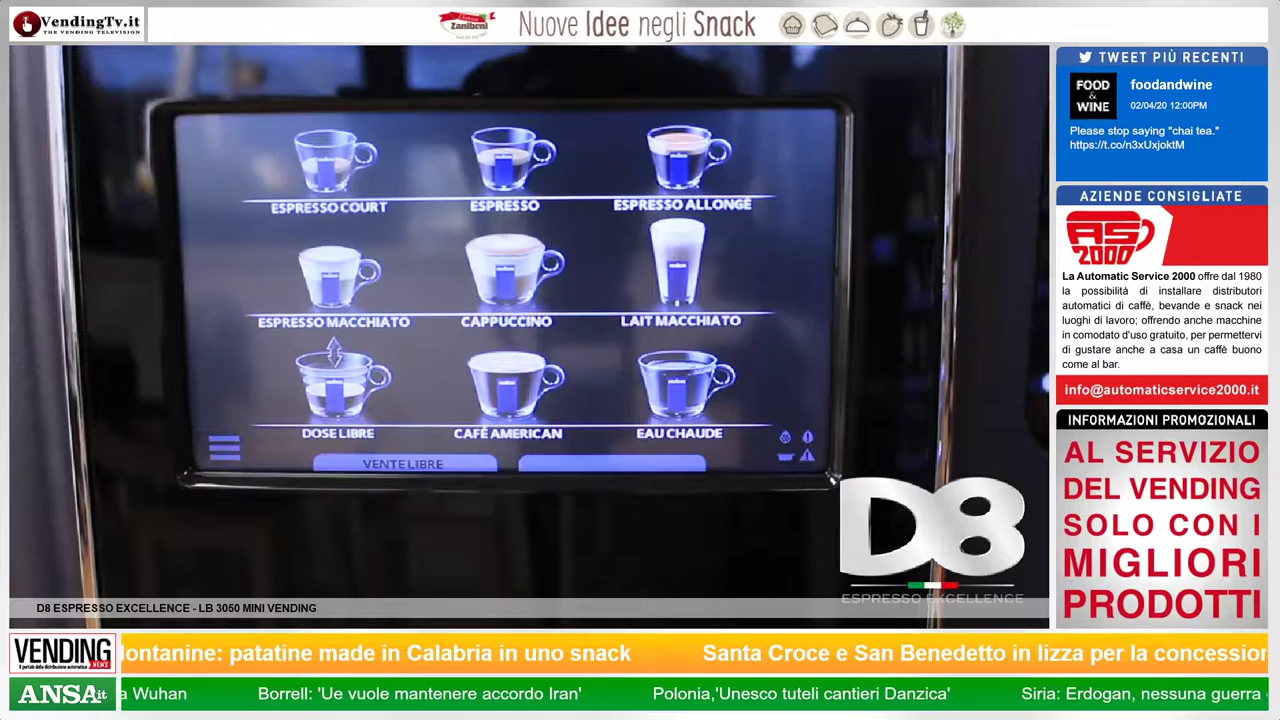 VendingTv.it
THE VENDING TELEVISION
Zaniboni
Nuove Idee negli Snack
ESPRESSO COURT
ESPRESSO
ESPRESSO ALLONGÉ
ESPRESSO MACCHIATO
CAPPUCCINO
LAIT MACCHIATO
DOSE LIBRE
CAFÉ AMERICAN
EAU CHAUDE
VENTE LIBRE
D8
ESPRESSO EXCELLENCE
D8 ESPRESSO EXCELLENCE - LB 3050 MINI VENDING
TWEET PIÙ RECENTI
FOOD
&
WINE
foodandwine
02/04/20 12:00PM
Please stop saying "chai tea."
https://t.co/n3xUxjoktM
AZIENDE CONSIGLIATE
AS
2000
La Automatic Service 2000 offre dal 1980
la possibilità di installare distributori
automatici di caffè, bevande e snack nei
luoghi di lavoro; offrendo anche macchine
in comodato d'uso gratuito, per permettervi
di gustare anche a casa un caffè buono
come al bar.
info@automaticservice2000.it
INFORMAZIONI PROMOZIONALI
AL SERVIZIO
DEL VENDING
SOLO CON I
MIGLIORI
PRODOTTI
VENDING
NEWS
Il portale della distribuzione automatica
lontanine: patatine made in Calabria in uno snack Santa Croce e San Benedetto in lizza per la concession
ANSA.it
a Wuhan Borrell: 'Ue vuole mantenere accordo Iran' Polonia,'Unesco tuteli cantieri Danzica' Siria: Erdogan, nessuna guerra